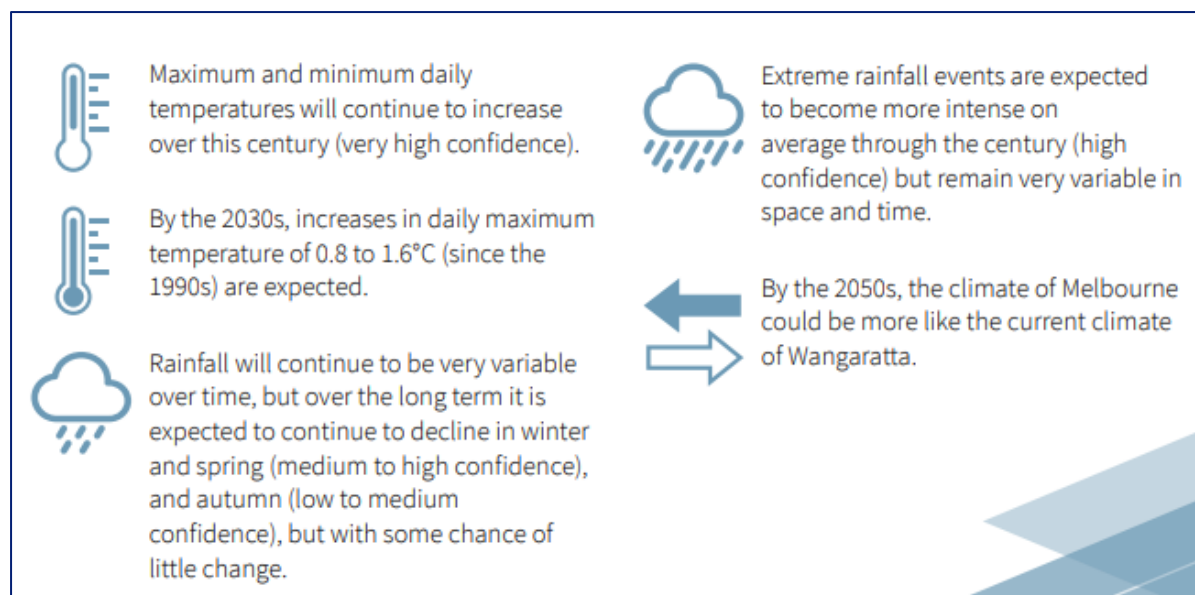 Maximum and minimum daily
temperatures will continue to increase
over this century (very high confidence).
By the 2030s, increases in daily maximum
temperature of 0.8 to 1.6°C (since the
1990s) are expected.
Rainfall will continue to be very variable
over time, but over the long term it is
expected to continue to decline in winter
and spring (medium to high confidence),
and autumn (low to medium
confidence), but with some chance of
little change.
Extreme rainfall events are expected
to become more intense on
average through the century (high
confidence) but remain very variable in
space and time.
By the 2050s, the climate of Melbourne
could be more like the current climate
of Wangaratta.